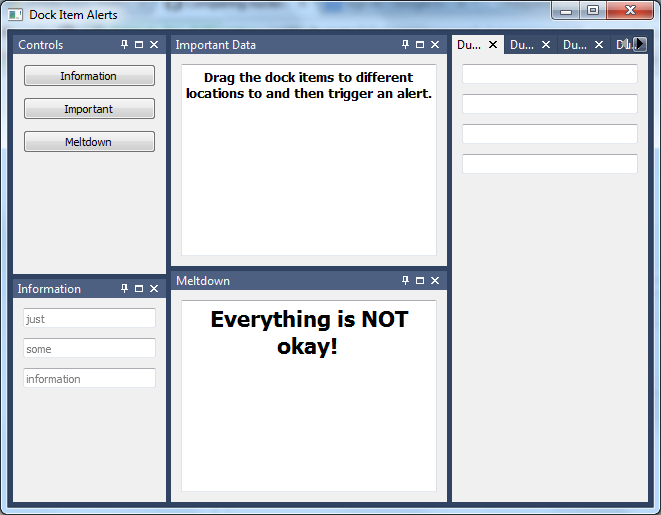 Dock Item Alerts
Controls
Information
Important
Meltdown
Information
just
some
information
Important Data
Drag the dock items to different
locations to and then trigger an alert.
Meltdown
Everything is NOT
okay!
Du... Du... Du...